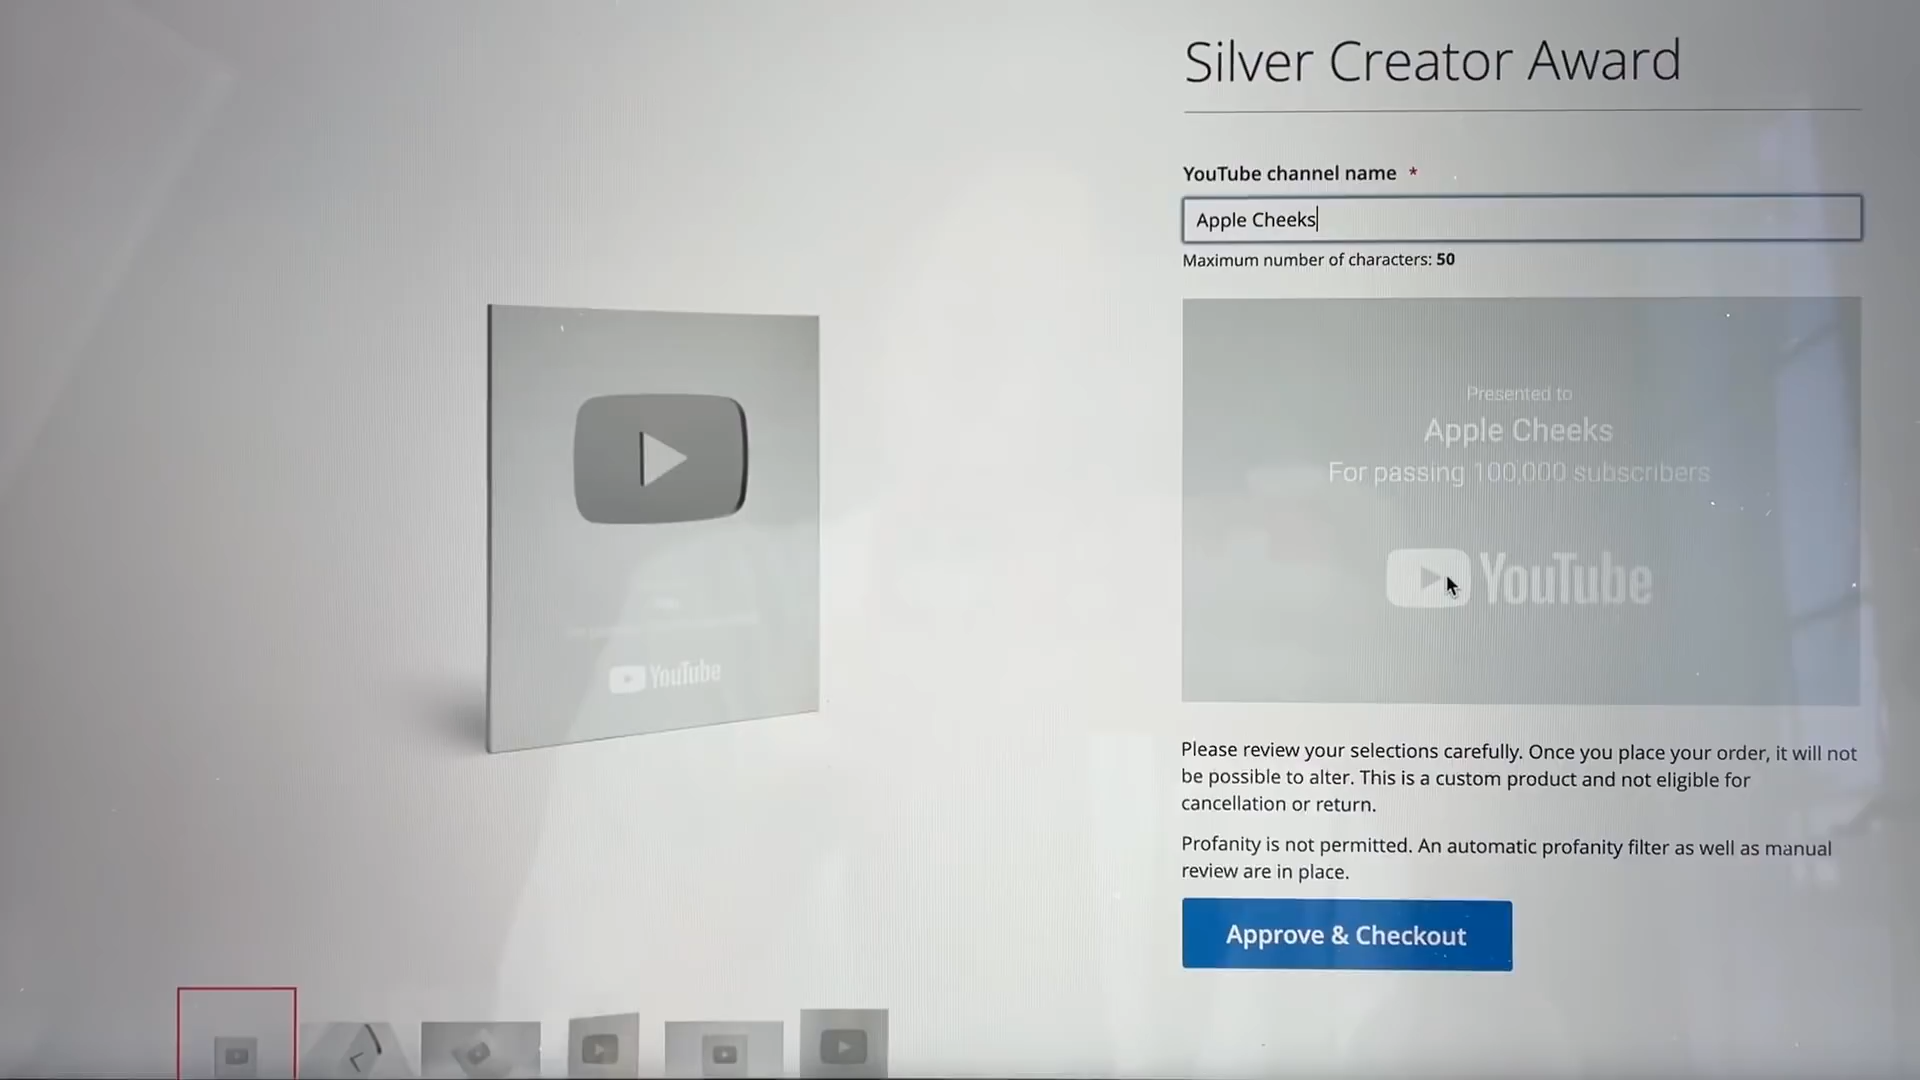 Silver Creator Award
YouTube channel name *
Apple Cheeks
Maximum number of characters: 50
Presented to
Apple Cheeks
For passing 100,000 subscribers
YouTube
YouTube
Please review your selections carefully. Once you place your order, it will not
be possible to alter. This is a custom product and not eligible for
cancellation or return.
Profanity is not permitted. An automatic profanity filter as well as manual
review are in place.
Approve & Checkout